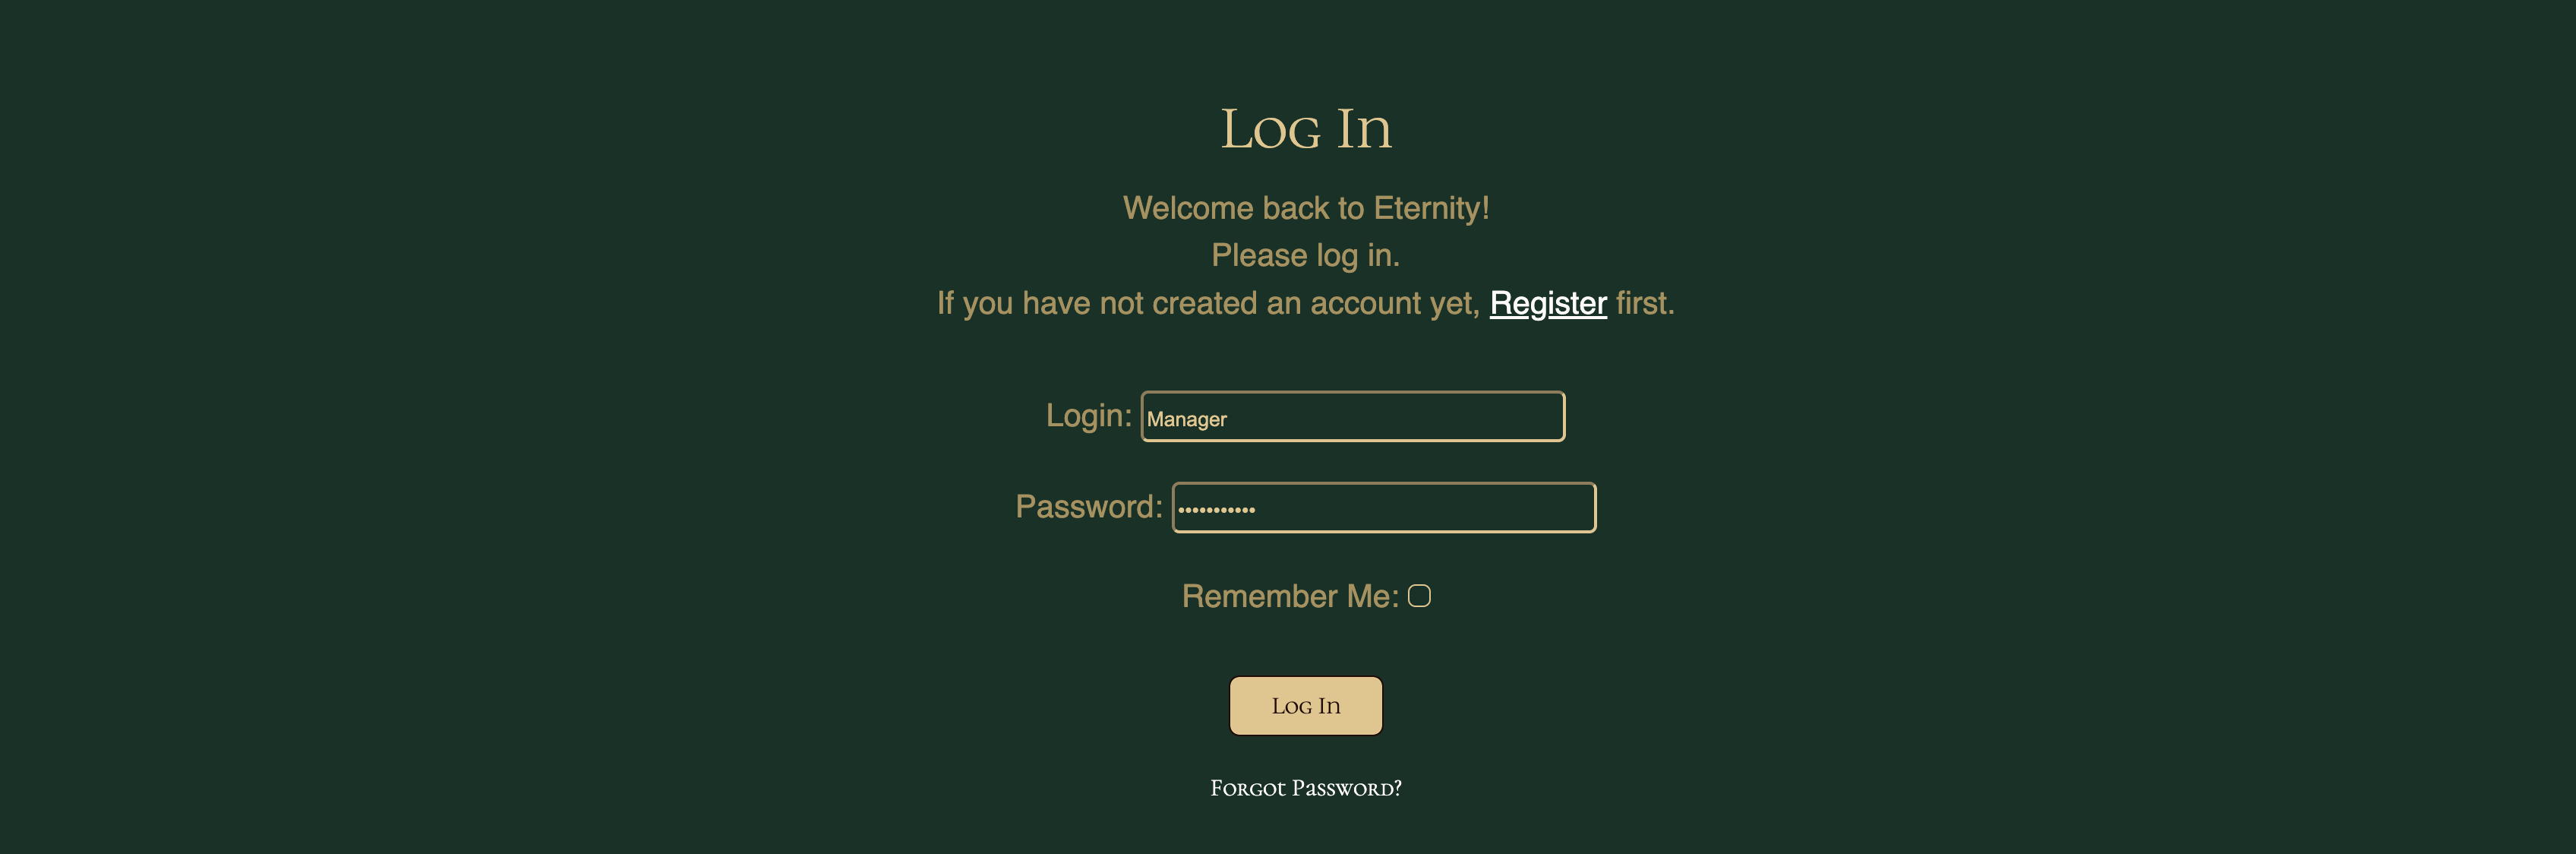 Log In
Welcome back to Eternity!
Please log in.
If you have not created an account yet, Register first.
Login: Manager
Password: •••••••••••
Remember Me:
Log In
Forgot Password?